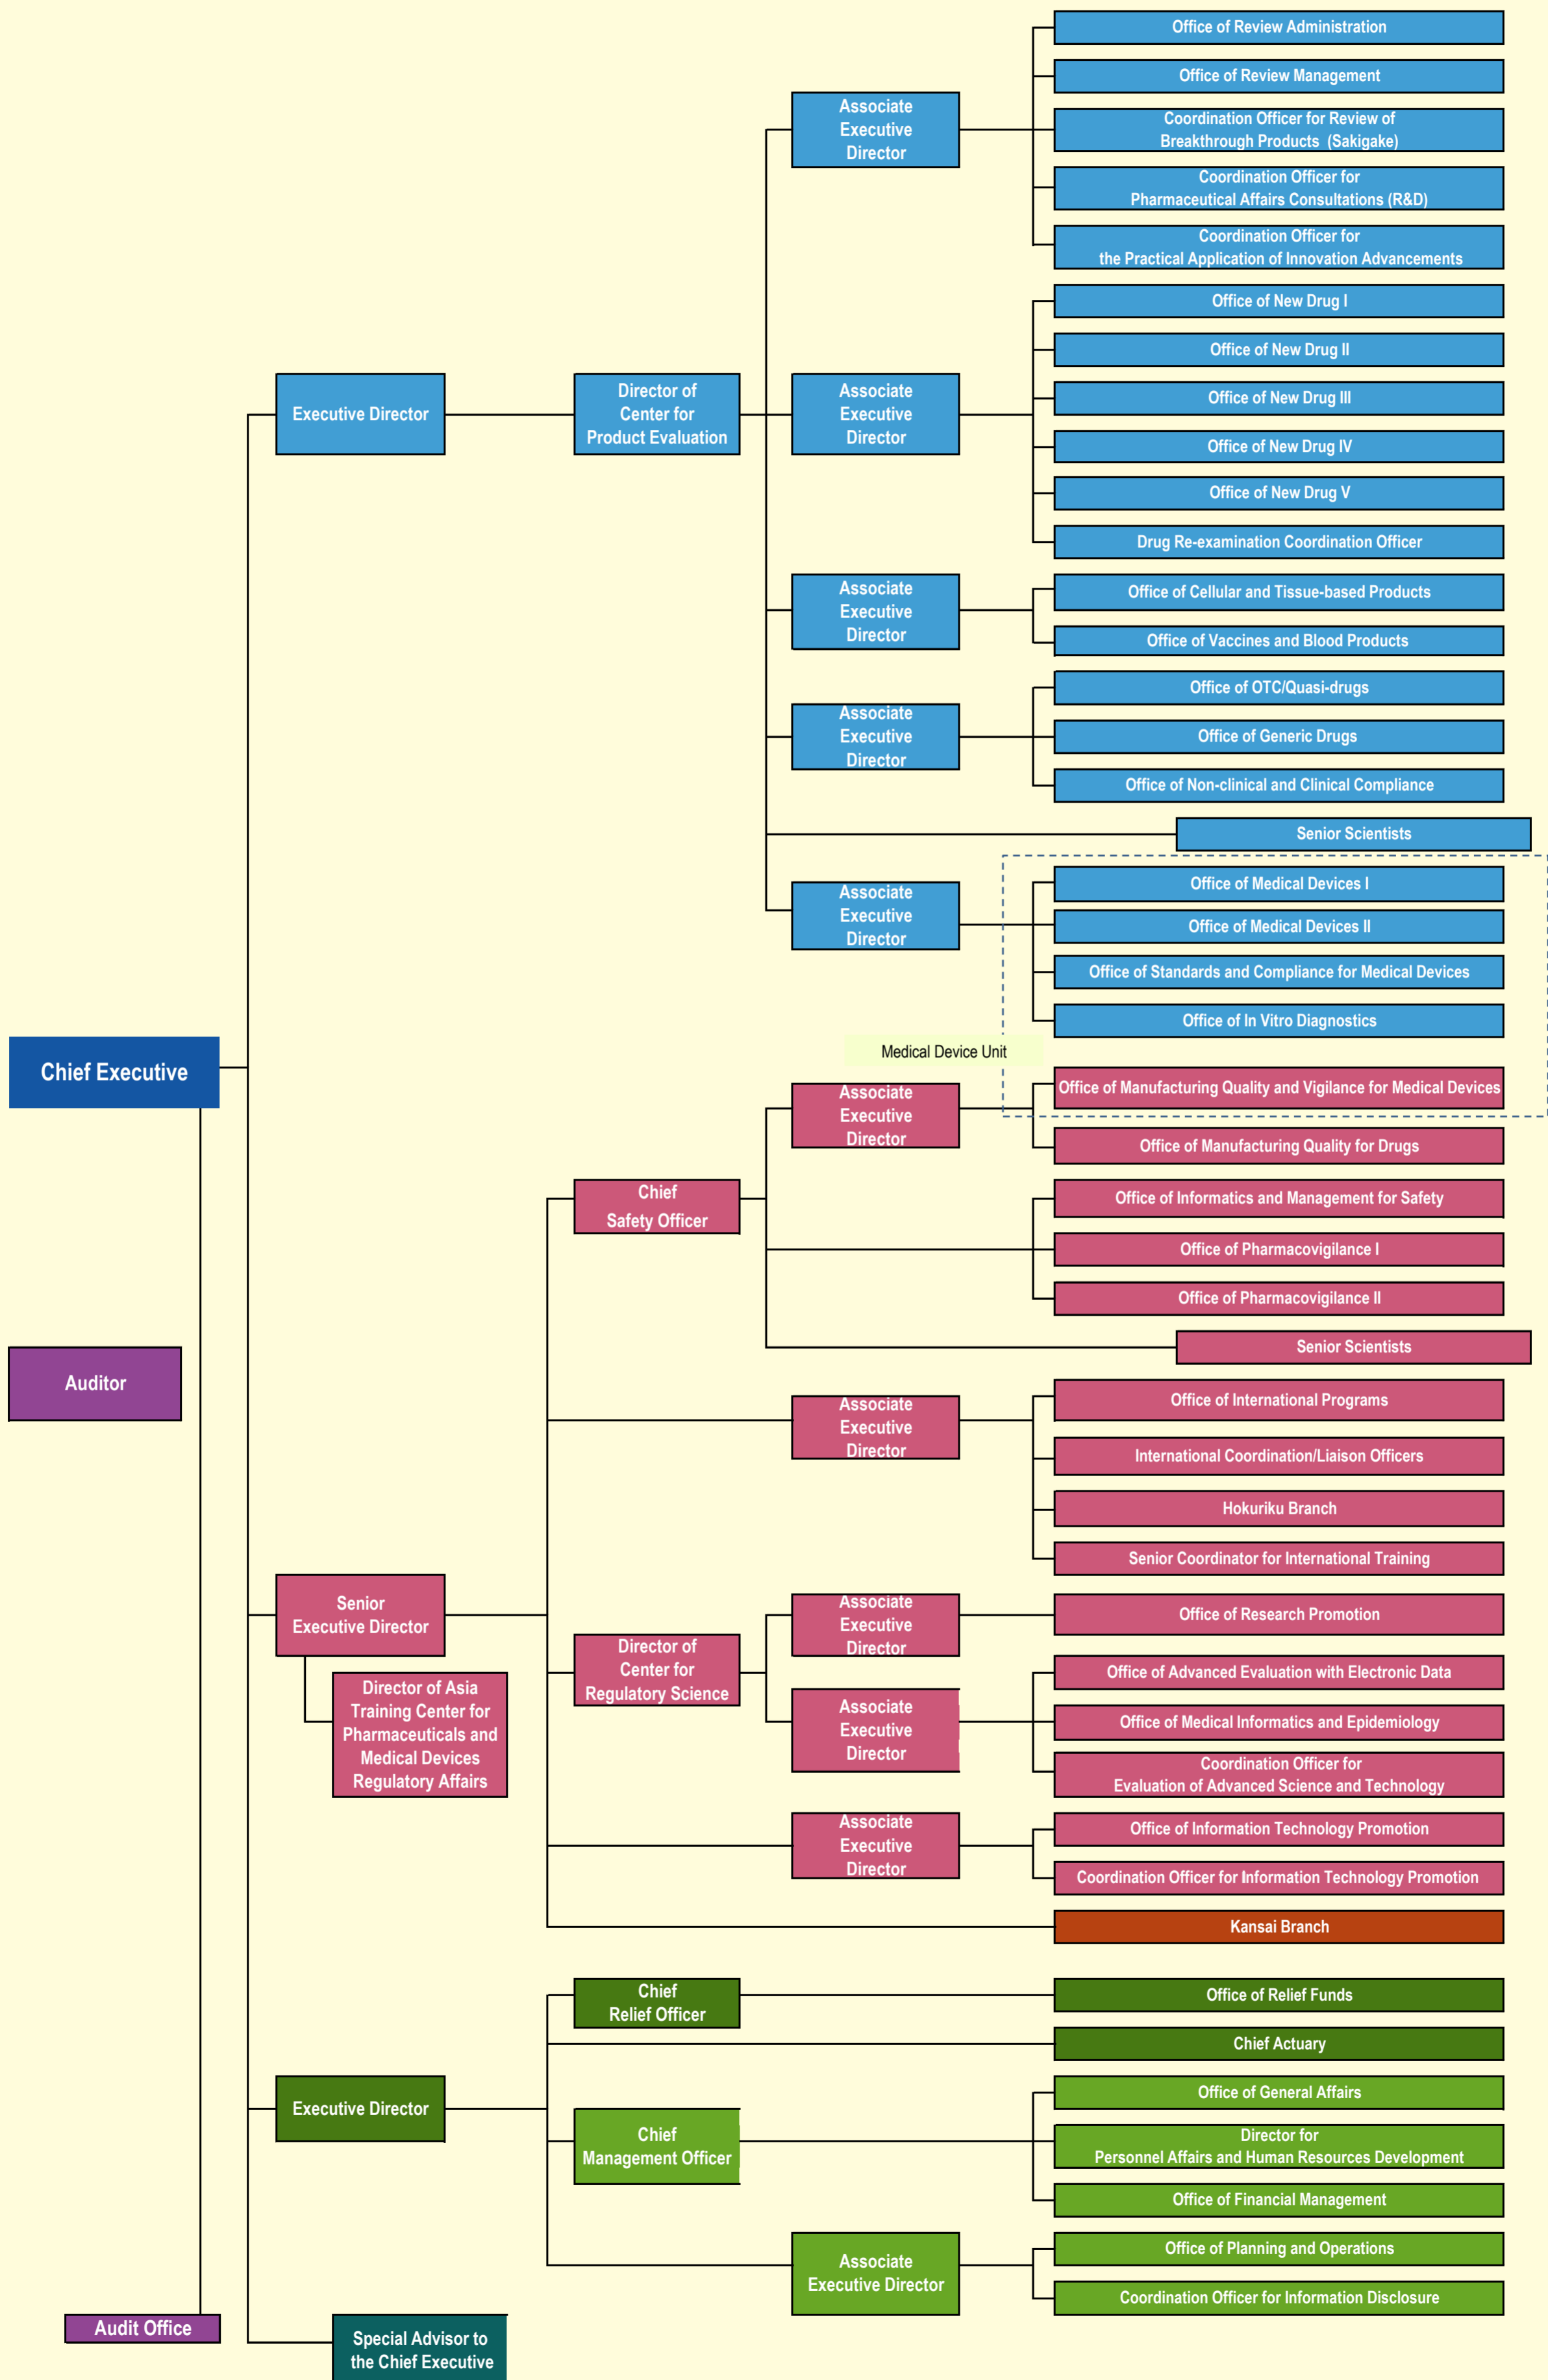 Office of Review Administration
Office of Review Management
Associate
Executive
Director
Coordination Officer for Review of
Breakthrough Products (Sakigake)
Coordination Officer for
Pharmaceutical Affairs Consultations (R&D)
Coordination Officer for
the Practical Application of Innovation Advancements
Office of New Drug I
Office of New Drug II
Executive Director
Director of
Center for
Product Evaluation
Associate
Executive
Director
Office of New Drug III
Office of New Drug IV
Office of New Drug V
Drug Re-examination Coordination Officer
Associate
Executive
Director
Office of Cellular and Tissue-based Products
Office of Vaccines and Blood Products
Associate
Executive
Director
Office of OTC/Quasi-drugs
Office of Generic Drugs
Office of Non-clinical and Clinical Compliance
Senior Scientists
Associate
Executive
Director
Office of Medical Devices I
Office of Medical Devices II
Office of Standards and Compliance for Medical Devices
Office of In Vitro Diagnostics
Medical Device Unit
Chief Executive
Associate
Executive
Director
Office of Manufacturing Quality and Vigilance for Medical Devices
Office of Manufacturing Quality for Drugs
Chief
Safety Officer
Office of Informatics and Management for Safety
Office of Pharmacovigilance I
Office of Pharmacovigilance II
Senior Scientists
Auditor
Associate
Executive
Director
Office of International Programs
International Coordination/Liaison Officers
Hokuriku Branch
Senior Coordinator for International Training
Senior
Executive Director
Director of Asia
Training Center for
Pharmaceuticals and
Medical Devices
Regulatory Affairs
Director of
Center for
Regulatory Science
Associate
Executive
Director
Office of Research Promotion
Associate
Executive
Director
Office of Advanced Evaluation with Electronic Data
Office of Medical Informatics and Epidemiology
Coordination Officer for
Evaluation of Advanced Science and Technology
Associate
Executive
Director
Office of Information Technology Promotion
Coordination Officer for Information Technology Promotion
Kansai Branch
Chief
Relief Officer
Office of Relief Funds
Chief Actuary
Executive Director
Chief
Management Officer
Office of General Affairs
Director for
Personnel Affairs and Human Resources Development
Office of Financial Management
Associate
Executive Director
Office of Planning and Operations
Coordination Officer for Information Disclosure
Audit Office
Special Advisor to
the Chief Executive